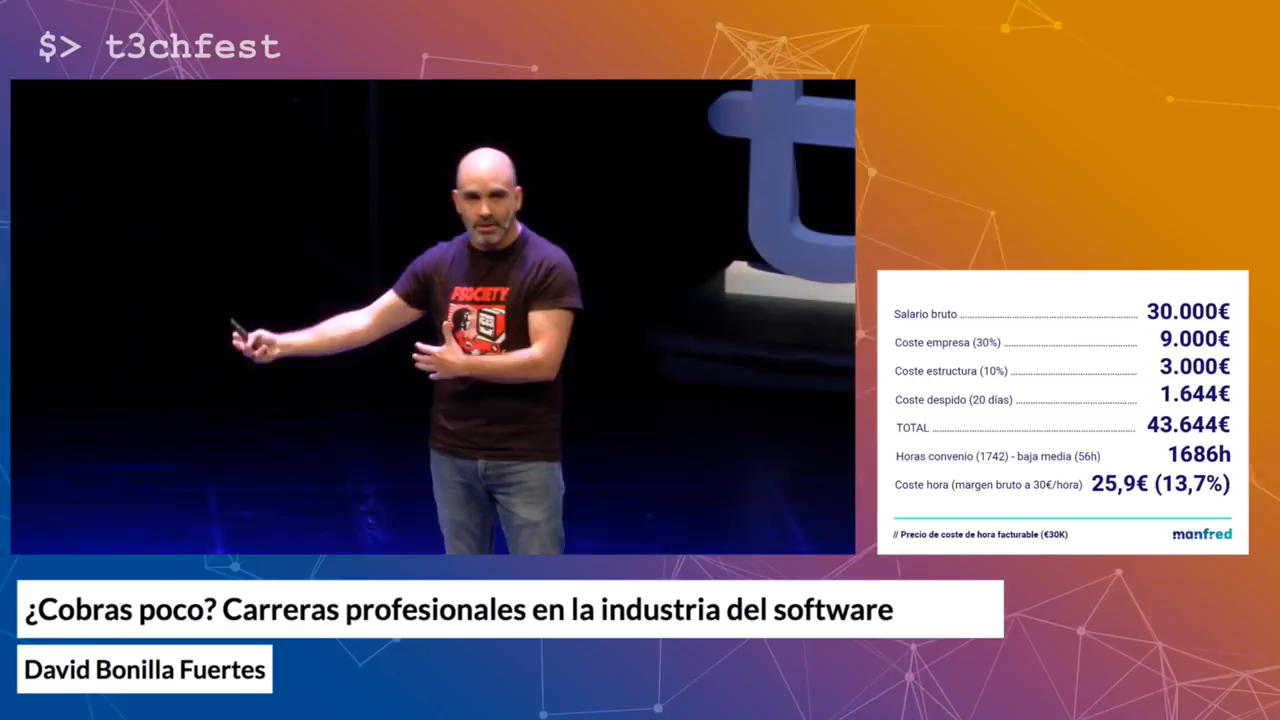 $> t3chfest
t
FSOCIETY
Salario bruto ........ 30.000€
Coste empresa (30%) ........ 9.000€
Coste estructura (10%) ........ 3.000€
Coste despido (20 días) ........ 1.644€
TOTAL ........ 43.644€
Horas convenio (1742) - baja media (56h) 1686h
Coste hora (margen bruto a 30€/hora) 25,9€ (13,7%)
// Precio de coste de hora facturable (€30K) manfred
¿Cobras poco? Carreras profesionales en la industria del software
David Bonilla Fuertes